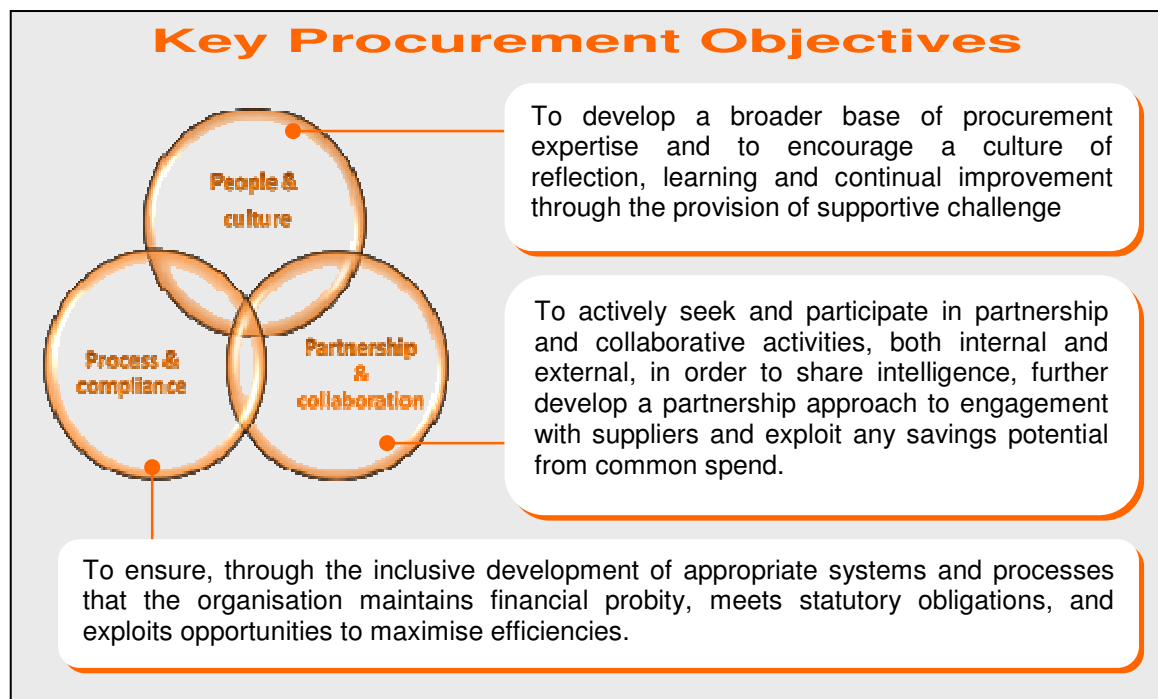 Key Procurement Objectives
People &
culture
To develop a broader base of procurement
expertise and to encourage a culture of
reflection, learning and continual improvement
through the provision of supportive challenge
Process &
compliance
Partnership
&
collaboration
To actively seek and participate in partnership
and collaborative activities, both internal and
external, in order to share intelligence, further
develop a partnership approach to engagement
with suppliers and exploit any savings potential
from common spend.
To ensure, through the inclusive development of appropriate systems and processes
that the organisation maintains financial probity, meets statutory obligations, and
exploits opportunities to maximise efficiencies.